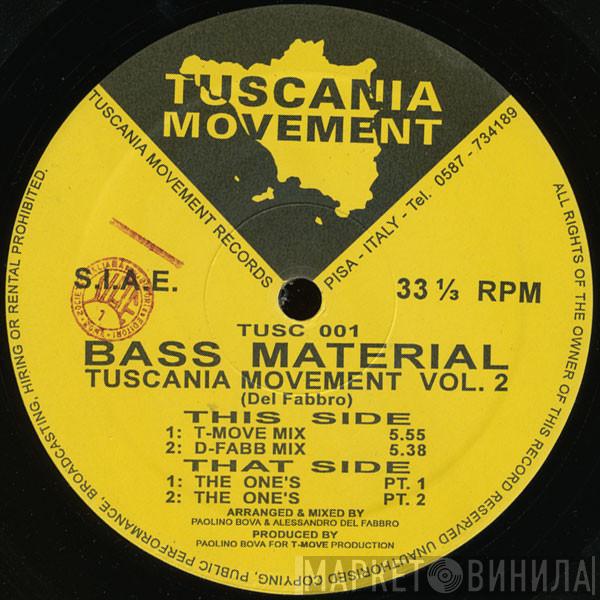 TUSCANIA
MOVEMENT
TUSCANIA MOVEMENT RECORDS
PISA - ITALY - Tel. 0587 - 734189
S.I.A.E.
33 ⅓ RPM
TUSC 001
BASS MATERIAL
TUSCANIA MOVEMENT VOL. 2
(Del Fabbro)
THIS SIDE
1: T-MOVE MIX 5.55
2: D-FABB MIX 5.38
THAT SIDE
1: THE ONE'S PT. 1
2: THE ONE'S PT. 2
ARRANGED & MIXED BY
PAOLINO BOVA & ALESSANDRO DEL FABBRO
PRODUCED BY
PAOLINO BOVA FOR T-MOVE PRODUCTION
ALL RIGHTS OF THE OWNER OF THIS RECORD RESERVED UNAUTHORISED COPYING, PUBLIC PERFORMANCE, BROADCASTING, HIRING OR RENTAL PROHIBITED.
МАРКЕТ ВИНИЛА